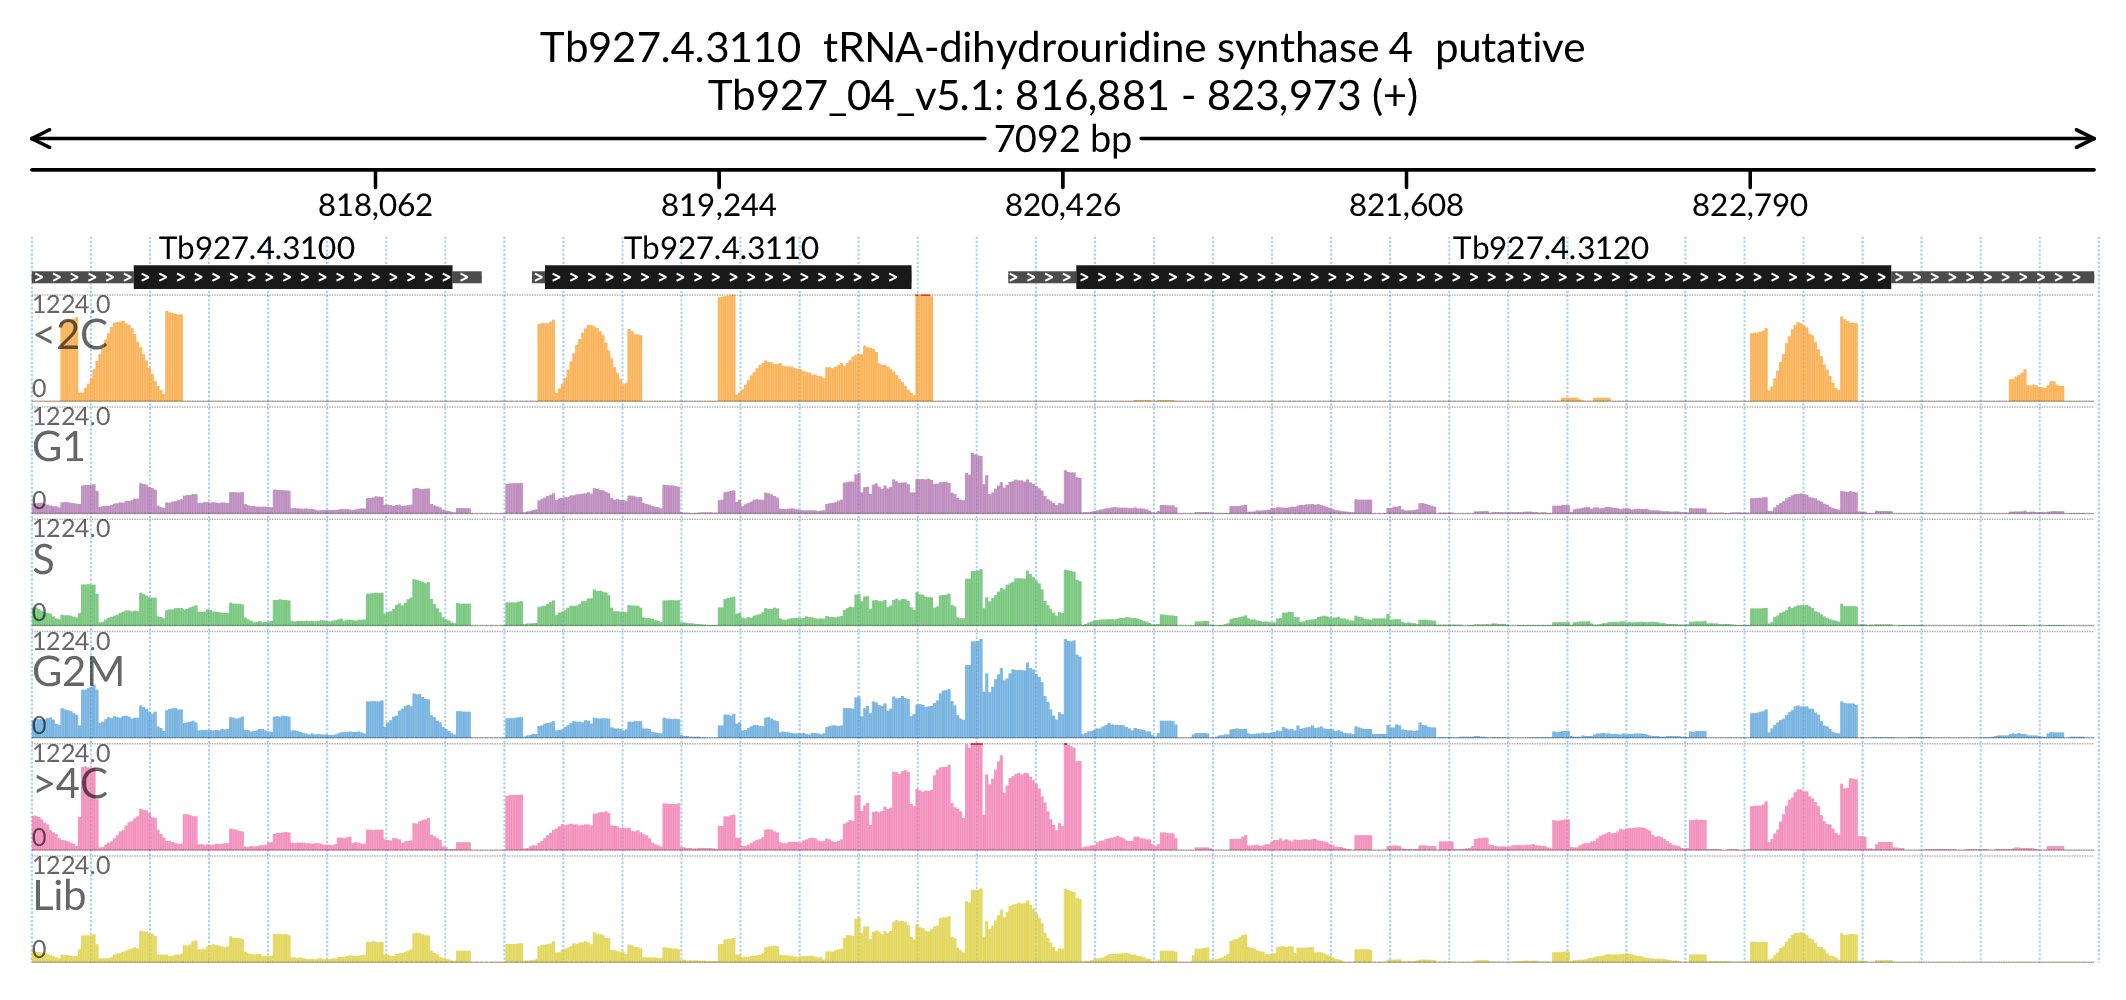 Tb927.4.3110 tRNA-dihydrouridine synthase 4 putative
Tb927_04_v5.1: 816,881 - 823,973 (+)
7092 bp
818,062 819,244 820,426 821,608 822,790
Tb927.4.3100 Tb927.4.3110 Tb927.4.3120
1224.0
<2C
0
1224.0
G1
0
1224.0
S
0
1224.0
G2M
0
1224.0
>4C
0
1224.0
Lib
0